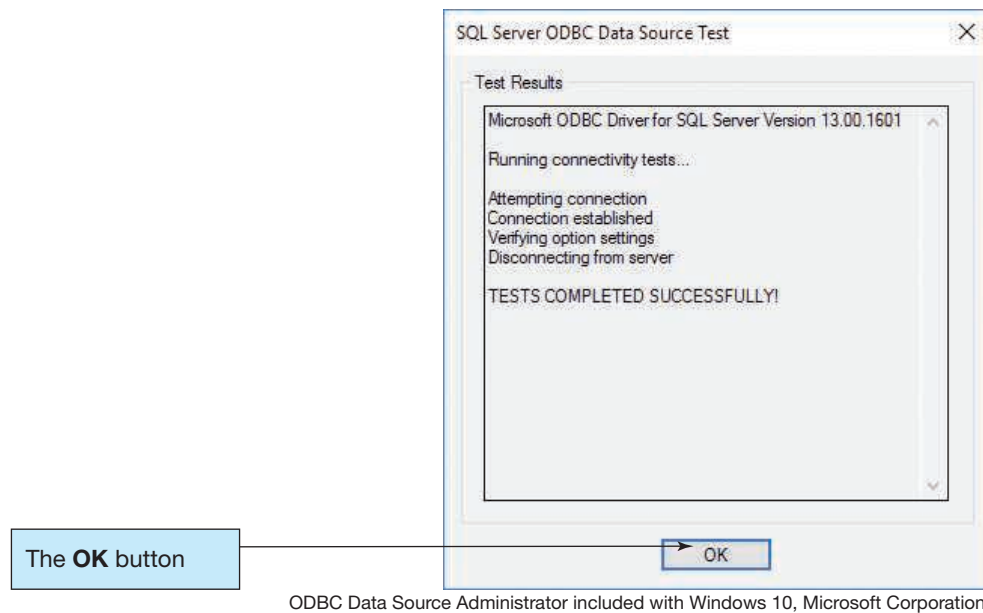 SQL Server ODBC Data Source Test
Test Results
Microsoft ODBC Driver for SQL Server Version 13.00.1601
Running connectivity tests...
Attempting connection
Connection established
Verifying option settings
Disconnecting from server
TESTS COMPLETED SUCCESSFULLY!
The OK button
OK
ODBC Data Source Administrator included with Windows 10, Microsoft Corporation